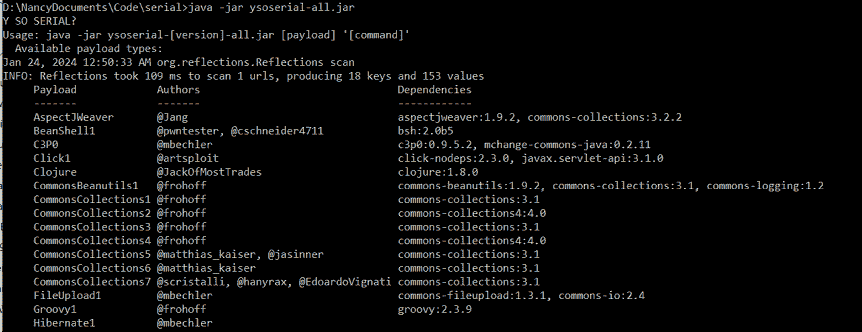 D:\NancyDocuments\Code\serial>java -jar ysoserial-all.jar
Y SO SERIAL?
Usage: java -jar ysoserial-[version]-all.jar [payload] '[command]'
  Available payload types:
Jan 24, 2024 12:50:33 AM org.reflections.Reflections scan
INFO: Reflections took 109 ms to scan 1 urls, producing 18 keys and 153 values
     Payload             Authors                                Dependencies
     -------             -------                                ------------
     AspectJWeaver       @Jang                                  aspectjweaver:1.9.2, commons-collections:3.2.2
     BeanShell1          @pwntester, @cschneider4711            bsh:2.0b5
     C3P0                @mbechler                              c3p0:0.9.5.2, mchange-commons-java:0.2.11
     Click1              @artsploit                             click-nodeps:2.3.0, javax.servlet-api:3.1.0
     Clojure             @JackOfMostTrades                      clojure:1.8.0
     CommonsBeanutils1   @frohoff                               commons-beanutils:1.9.2, commons-collections:3.1, commons-logging:1.2
     CommonsCollections1 @frohoff                               commons-collections:3.1
     CommonsCollections2 @frohoff                               commons-collections4:4.0
     CommonsCollections3 @frohoff                               commons-collections:3.1
     CommonsCollections4 @frohoff                               commons-collections4:4.0
     CommonsCollections5 @matthias_kaiser, @jasinner            commons-collections:3.1
     CommonsCollections6 @matthias_kaiser                       commons-collections:3.1
     CommonsCollections7 @scristalli, @hanyrax, @EdoardoVignati commons-collections:3.1
     FileUpload1         @mbechler                              commons-fileupload:1.3.1, commons-io:2.4
     Groovy1             @frohoff                               groovy:2.3.9
     Hibernate1          @mbechler